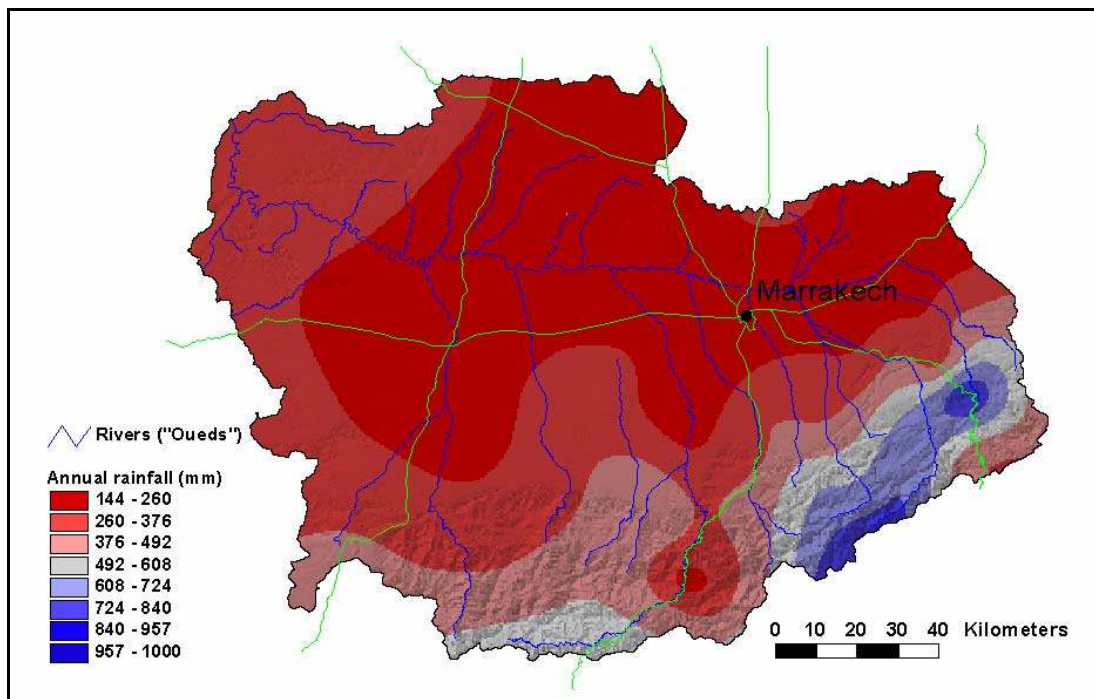 Marrakech
Rivers ("Oueds")
Annual rainfall (mm)
144 - 260
260 - 376
376 - 492
492 - 608
608 - 724
724 - 840
840 - 957
957 - 1000
0 10 20 30 40 Kilometers